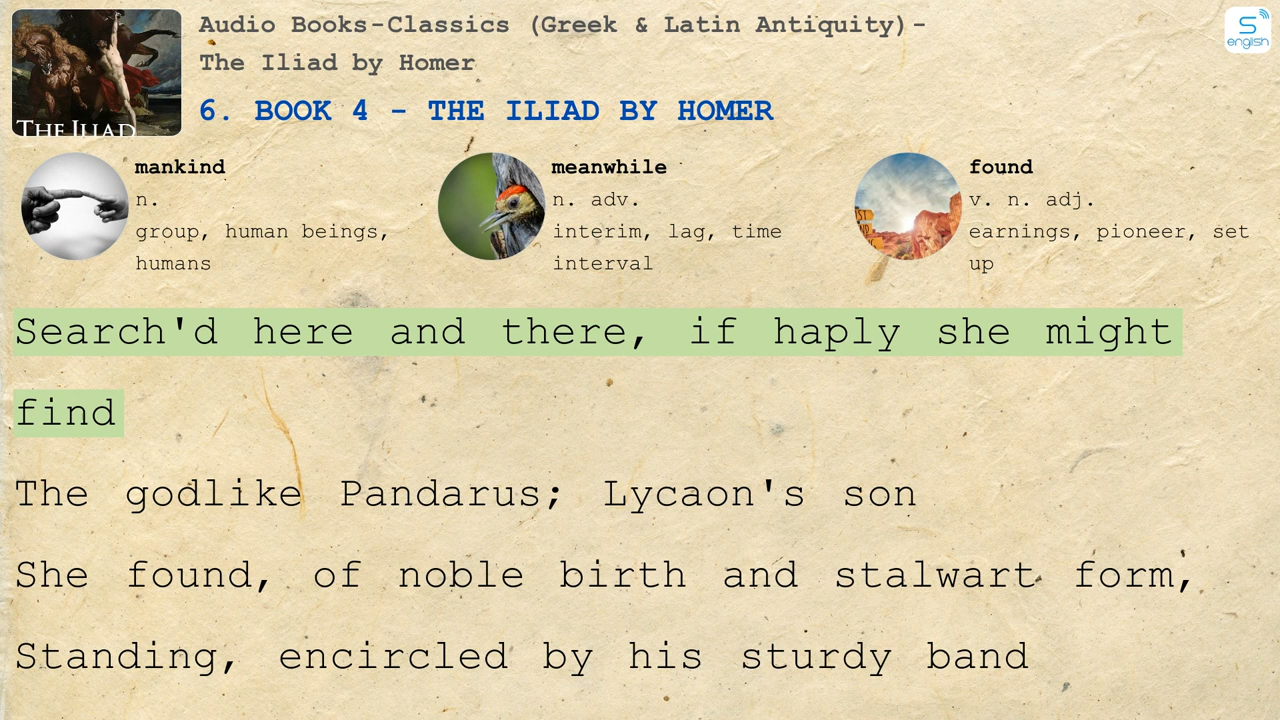 Audio Books-Classics (Greek & Latin Antiquity)-
The Iliad by Homer
6. BOOK 4 - THE ILIAD BY HOMER
THE ILIAD
S
english
mankind
n.
group, human beings,
humans
meanwhile
n. adv.
interim, lag, time
interval
found
v. n. adj.
earnings, pioneer, set
up
Search'd here and there, if haply she might
find
The godlike Pandarus; Lycaon's son
She found, of noble birth and stalwart form,
Standing, encircled by his sturdy band